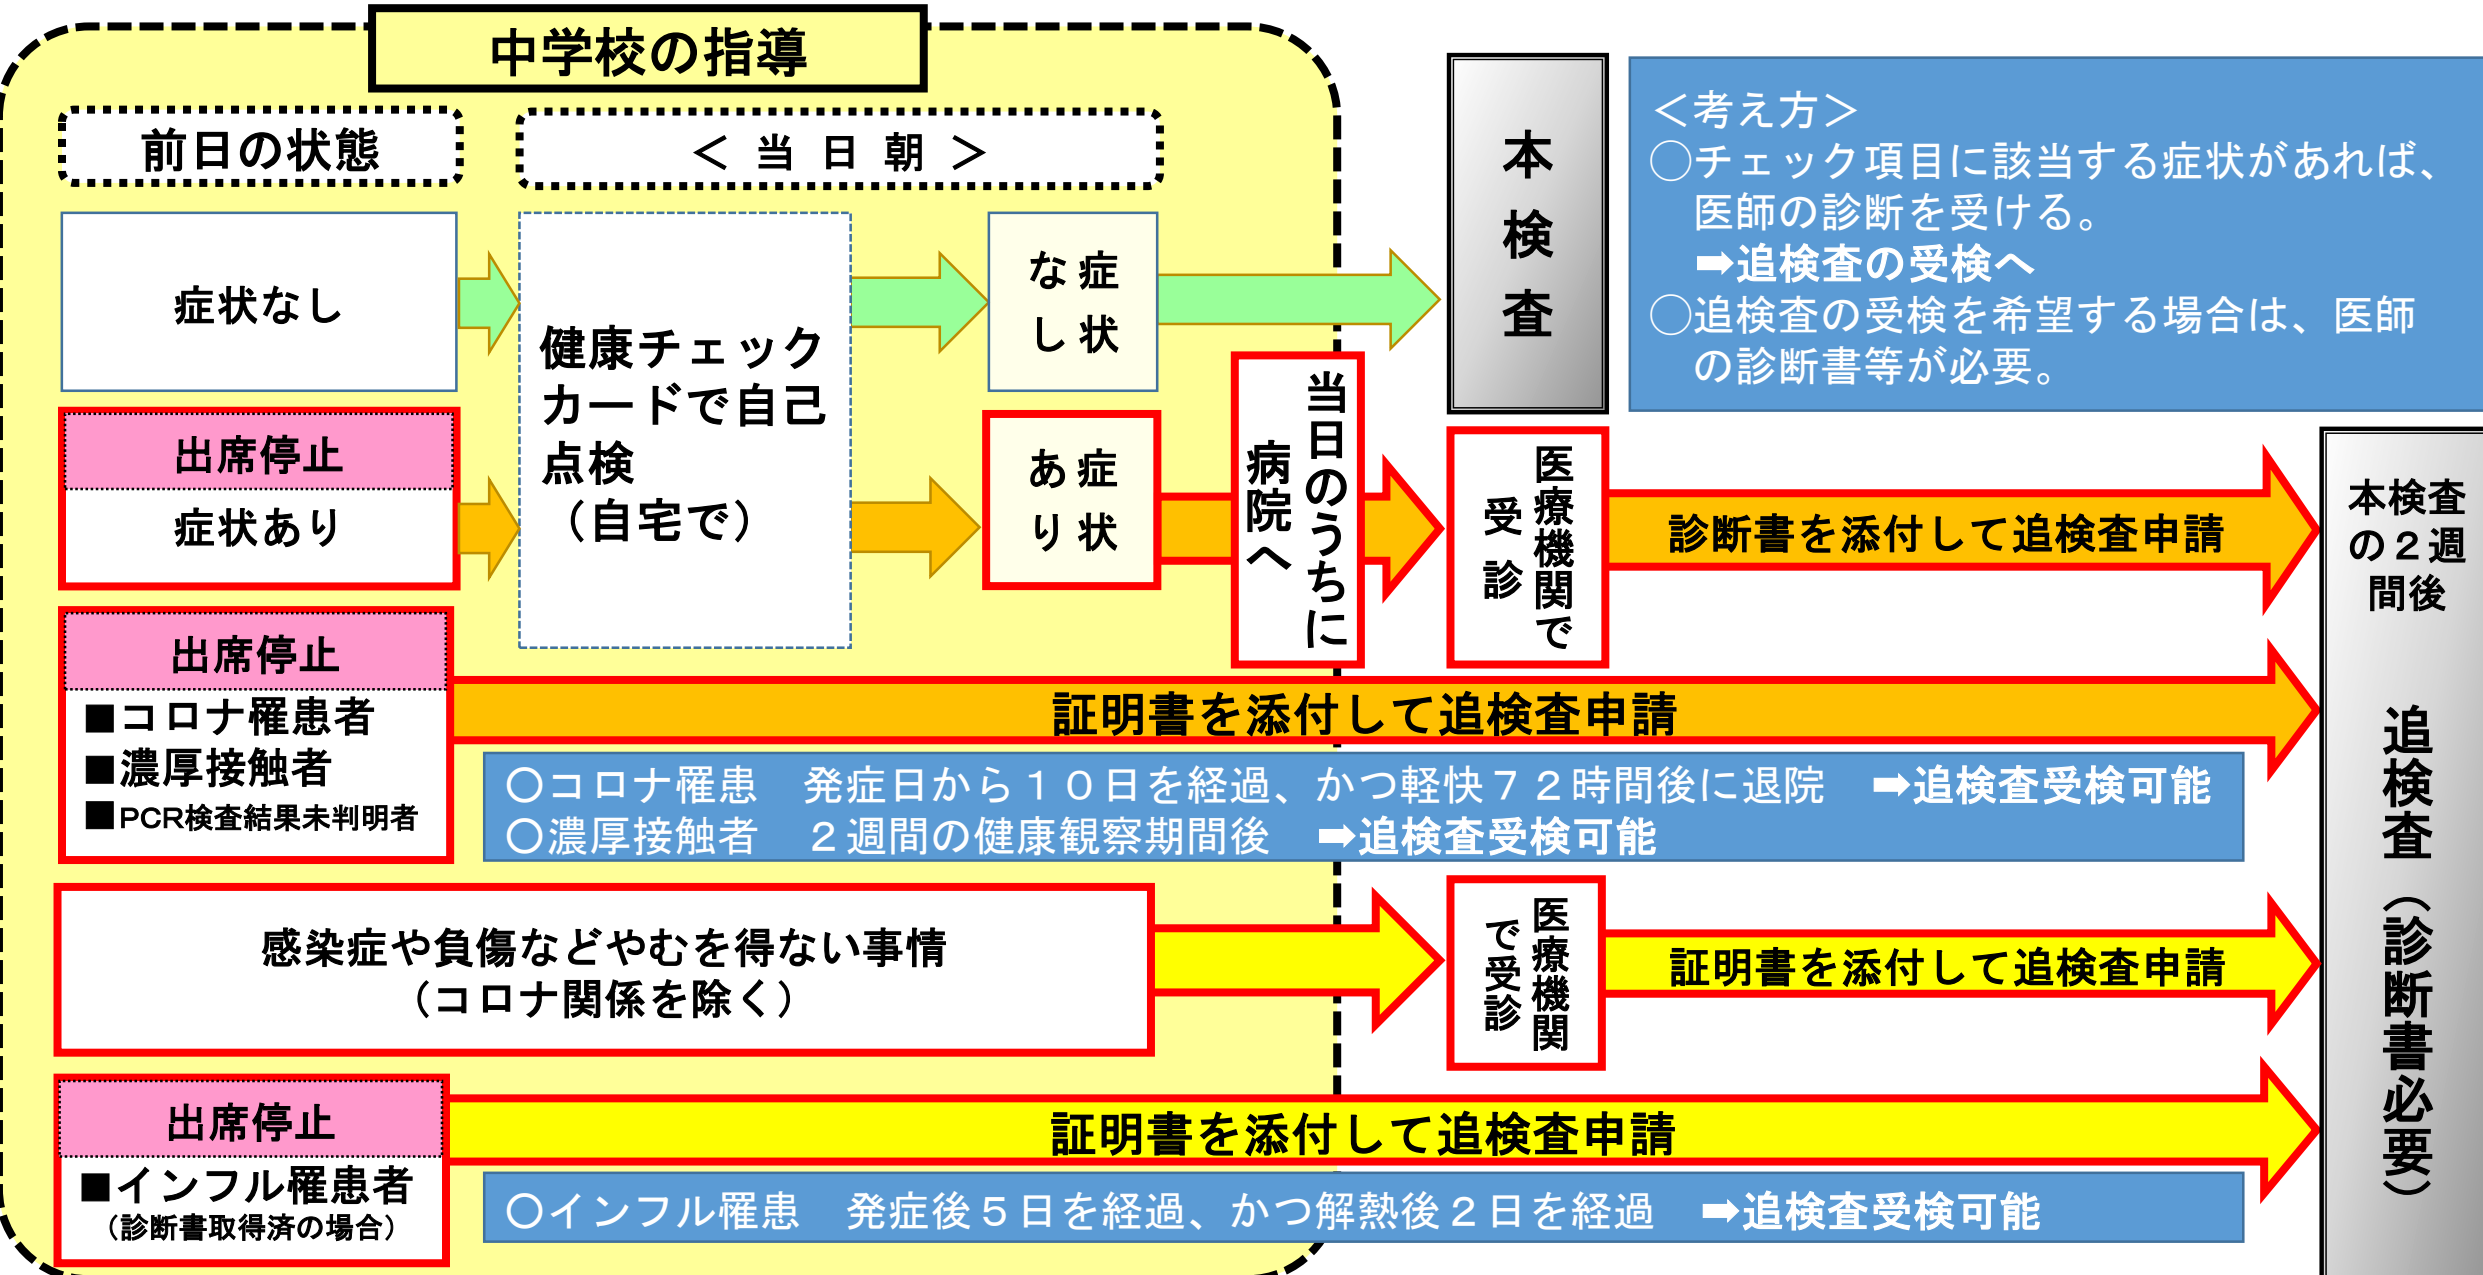 中学校の指導
前日の状態
＜ 当 日 朝 ＞
症状なし
健康チェック
カードで自己
点検
（自宅で）
症状
なし
本検査
＜考え方＞
○チェック項目に該当する症状があれば、
医師の診断を受ける。
➡追検査の受検へ
○追検査の受検を希望する場合は、医師
の診断書等が必要。
出席停止
症状あり
症状
あり
当日のうちに
病院へ
医療機関で
受診
診断書を添付して追検査申請
本検査
の２週
間後
追検査（診断書必要）
出席停止
■コロナ罹患者
■濃厚接触者
■PCR検査結果未判明者
証明書を添付して追検査申請
○コロナ罹患　発症日から１０日を経過、かつ軽快７２時間後に退院　➡追検査受検可能
○濃厚接触者　２週間の健康観察期間後　➡追検査受検可能
感染症や負傷などやむを得ない事情
（コロナ関係を除く）
医療機関
で受診
証明書を添付して追検査申請
出席停止
■インフル罹患者
（診断書取得済の場合）
証明書を添付して追検査申請
○インフル罹患　発症後５日を経過、かつ解熱後２日を経過　➡追検査受検可能